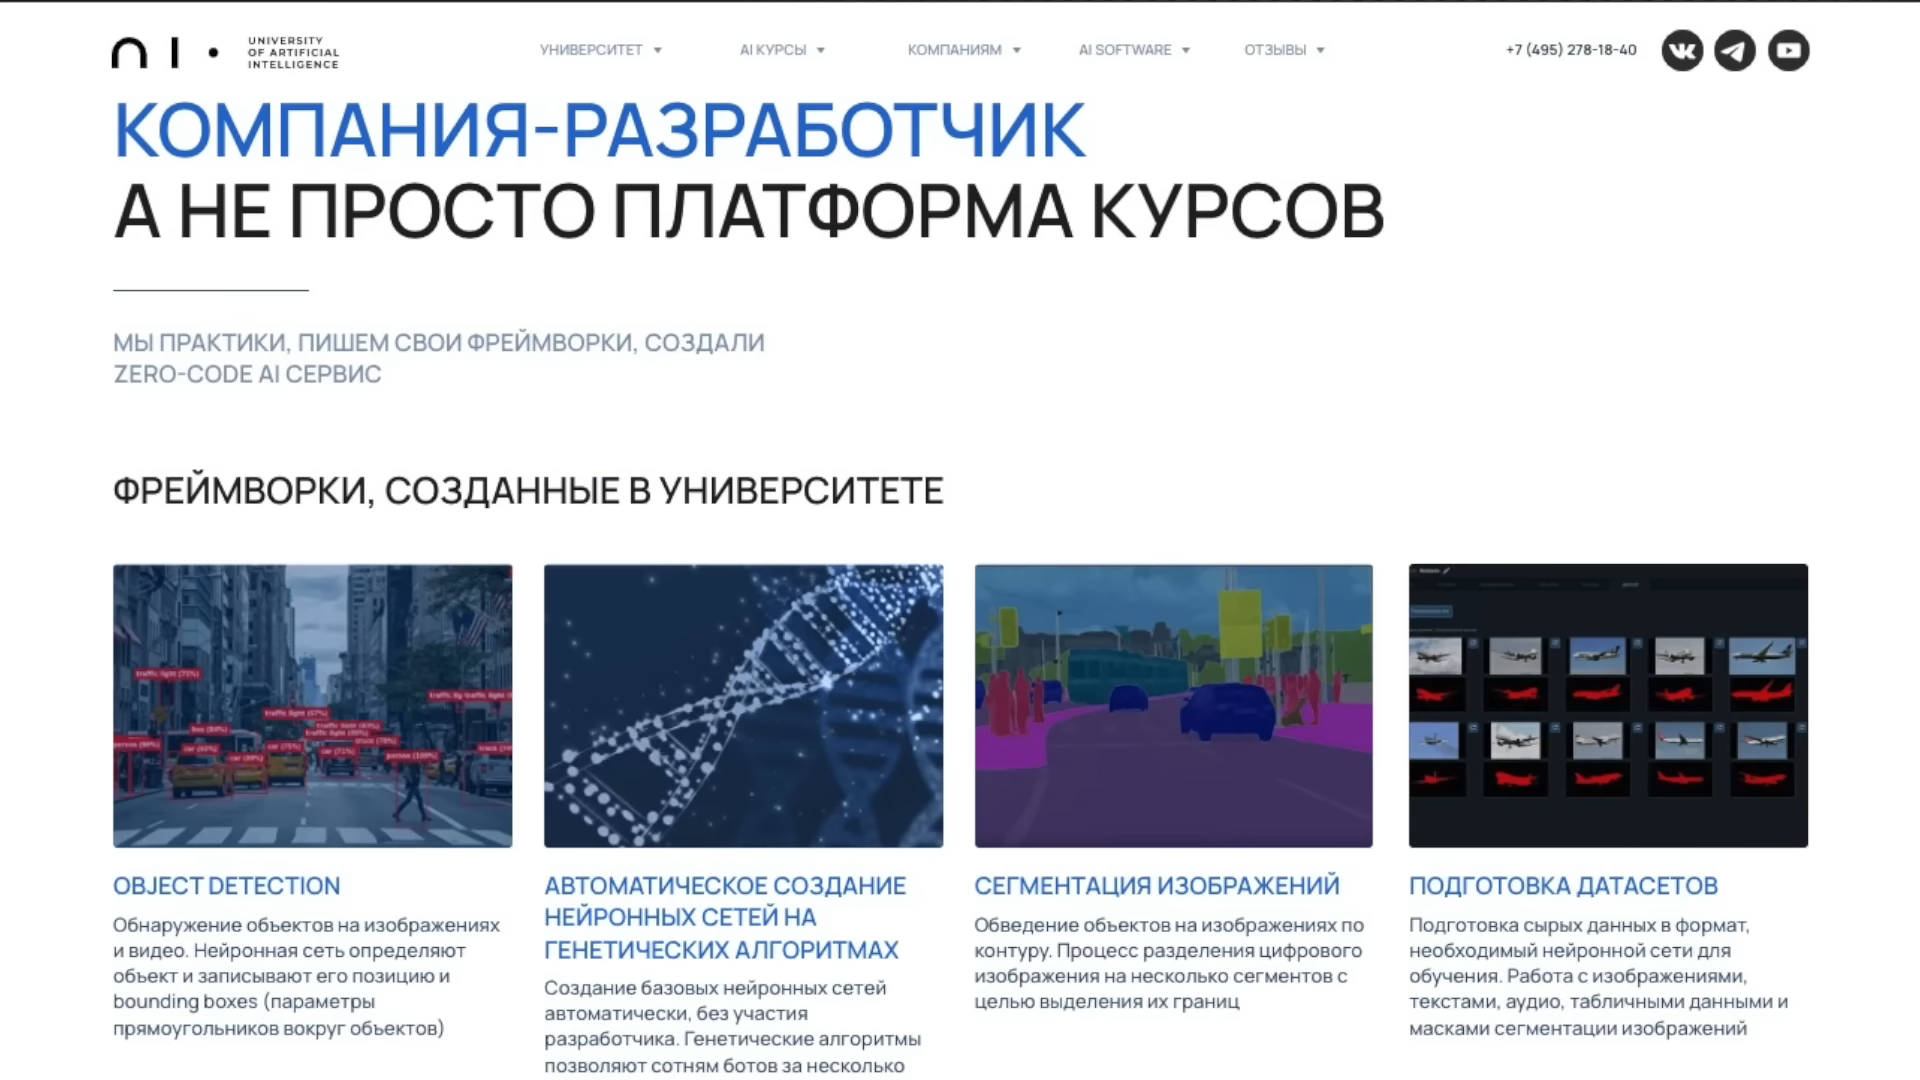 UNIVERSITY
OF ARTIFICIAL
INTELLIGENCE
УНИВЕРСИТЕТ
AI КУРСЫ
КОМПАНИЯМ
AI SOFTWARE
ОТЗЫВЫ
+7 (495) 278-18-40
КОМПАНИЯ-РАЗРАБОТЧИК
А НЕ ПРОСТО ПЛАТФОРМА КУРСОВ
МЫ ПРАКТИКИ, ПИШЕМ СВОИ ФРЕЙМВОРКИ, СОЗДАЛИ
ZERO-CODE AI СЕРВИС
ФРЕЙМВОРКИ, СОЗДАННЫЕ В УНИВЕРСИТЕТЕ
OBJECT DETECTION
Обнаружение объектов на изображениях
и видео. Нейронная сеть определяют
объект и записывают его позицию и
bounding boxes (параметры
прямоугольников вокруг объектов)
АВТОМАТИЧЕСКОЕ СОЗДАНИЕ
НЕЙРОННЫХ СЕТЕЙ НА
ГЕНЕТИЧЕСКИХ АЛГОРИТМАХ
Создание базовых нейронных сетей
автоматически, без участия
разработчика. Генетические алгоритмы
позволяют сотням ботов за несколько
СЕГМЕНТАЦИЯ ИЗОБРАЖЕНИЙ
Обведение объектов на изображениях по
контуру. Процесс разделения цифрового
изображения на несколько сегментов с
целью выделения их границ
ПОДГОТОВКА ДАТАСЕТОВ
Подготовка сырых данных в формат,
необходимый нейронной сети для
обучения. Работа с изображениями,
текстами, аудио, табличными данными и
масками сегментации изображений